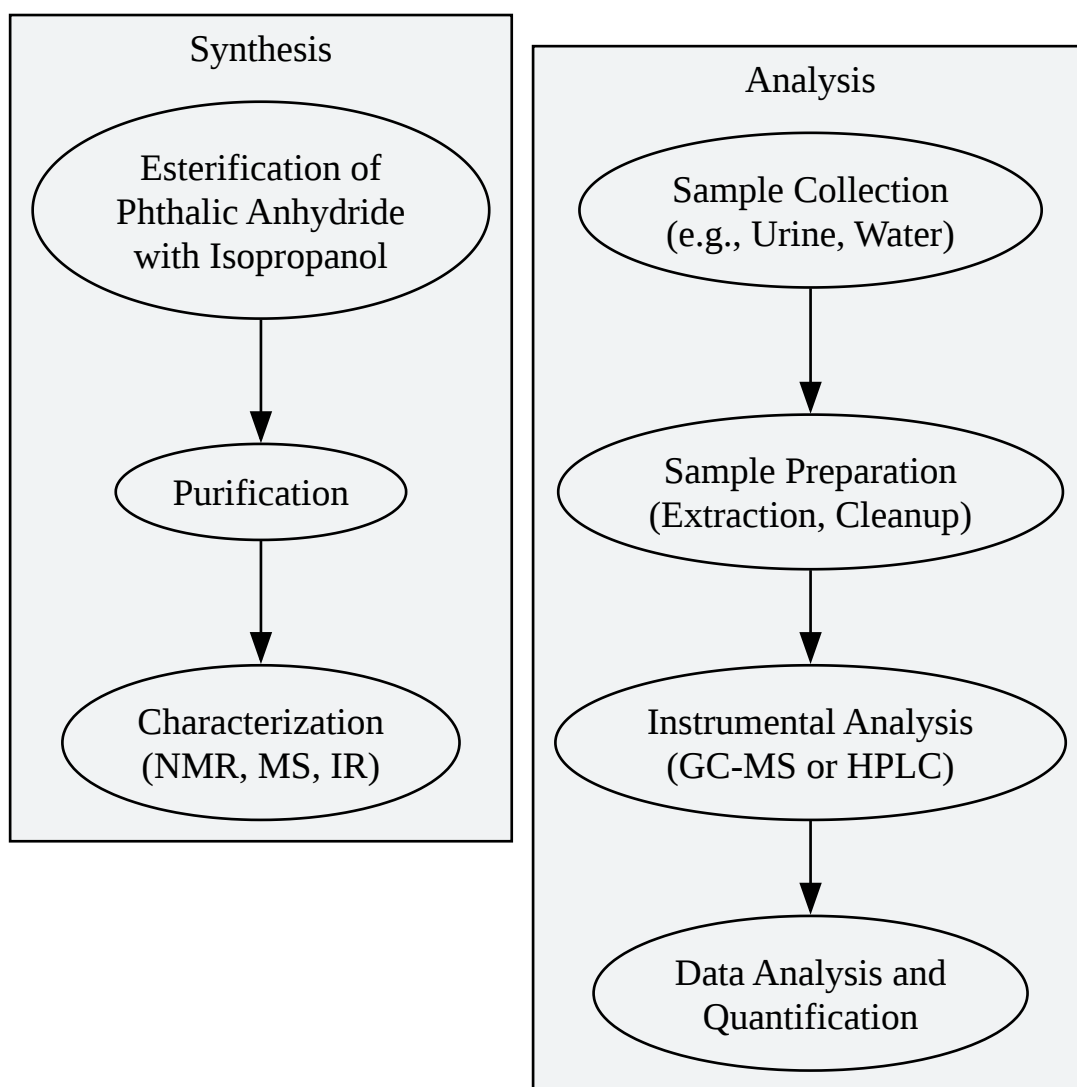 Synthesis
Esterification of
Phthalic Anhydride
with Isopropanol
Purification
Characterization
(NMR, MS, IR)
Analysis
Sample Collection
(e.g., Urine, Water)
Sample Preparation
(Extraction, Cleanup)
Instrumental Analysis
(GC-MS or HPLC)
Data Analysis and
Quantification